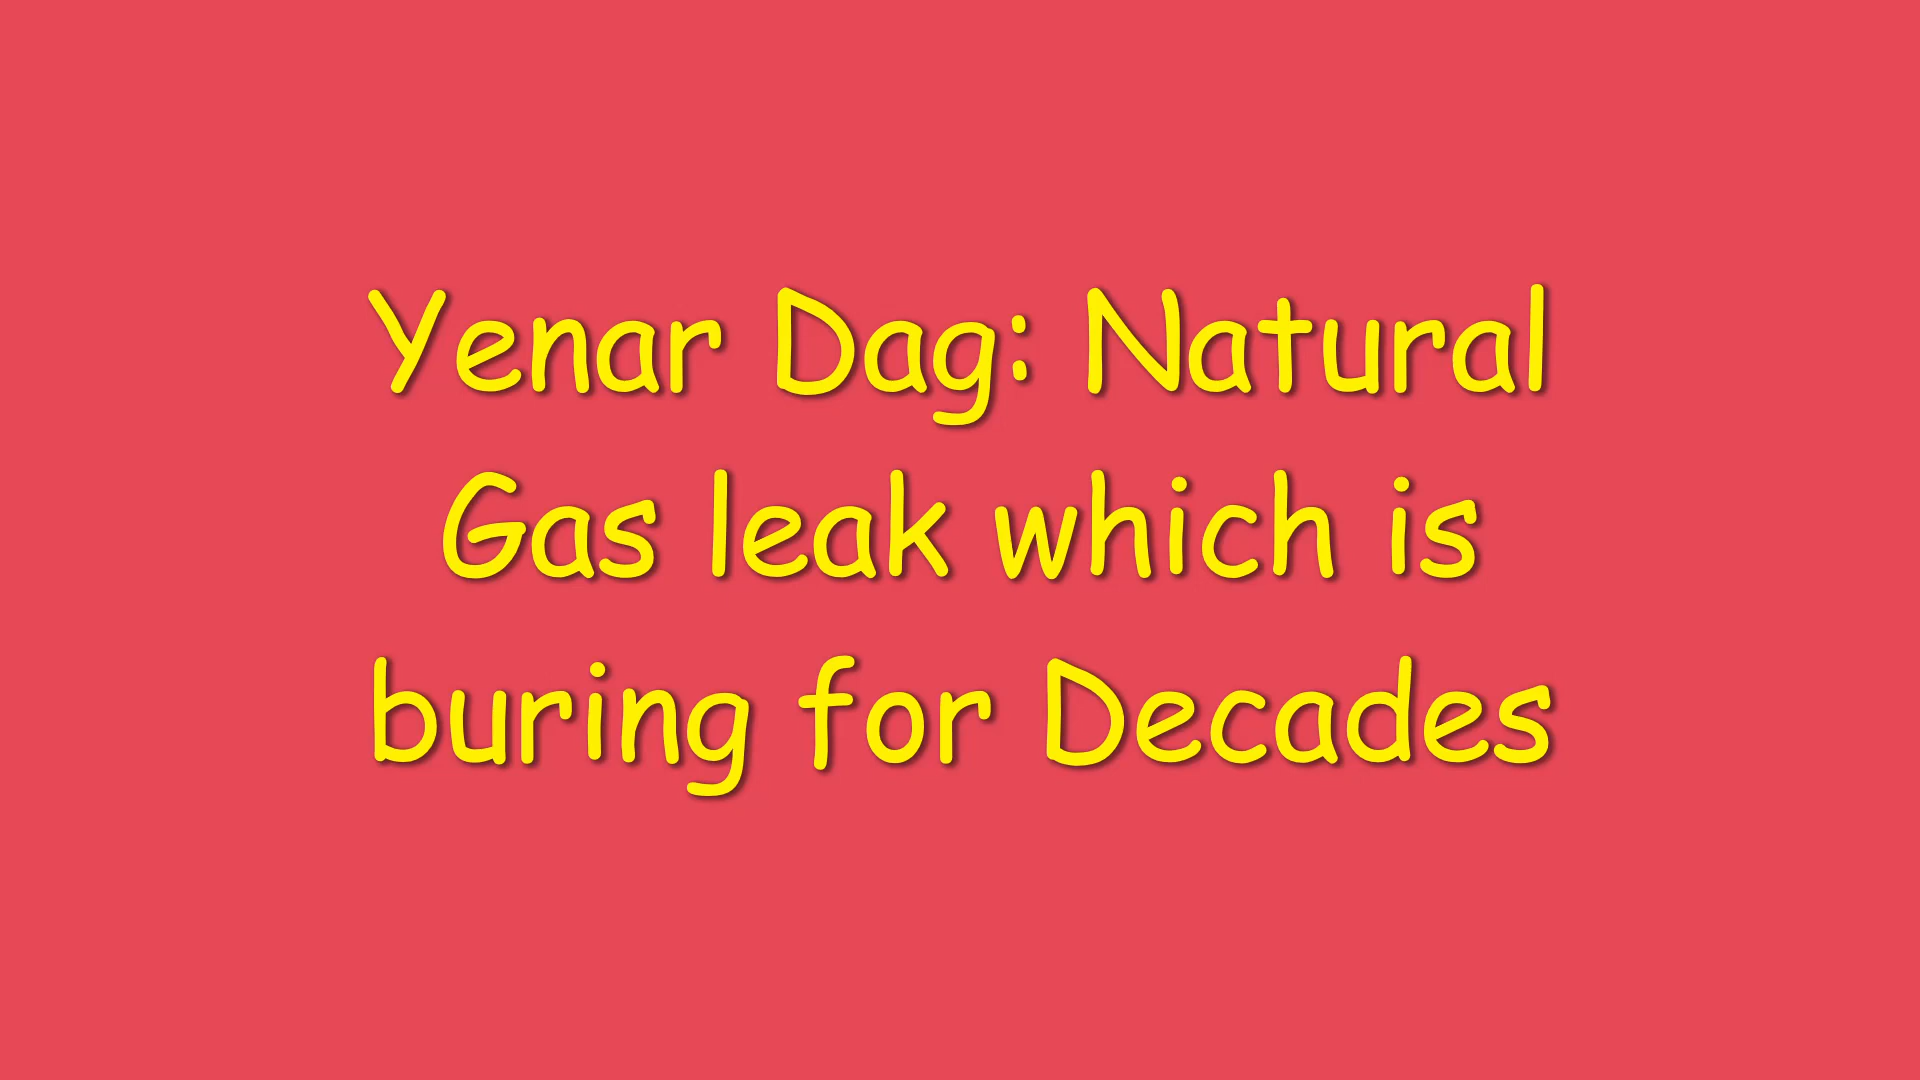 Yenar Dag: Natural
Gas leak which is
buring for Decades